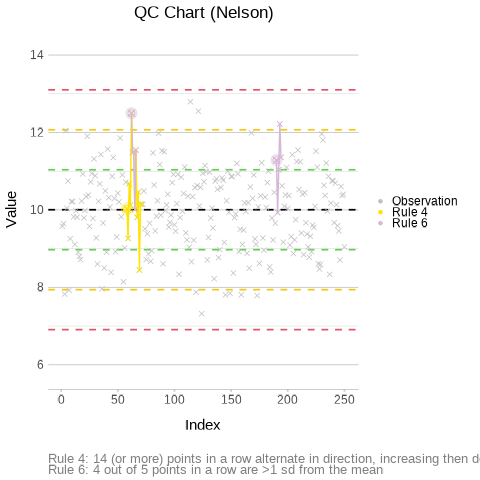 QC Chart (Nelson)
14
12
10
8
6
Value
0
50
100
150
200
250
Index
Observation
Rule 4
Rule 6
Rule 4: 14 (or more) points in a row alternate in direction, increasing then
Rule 6: 4 out of 5 points in a row are >1 sd from the mean